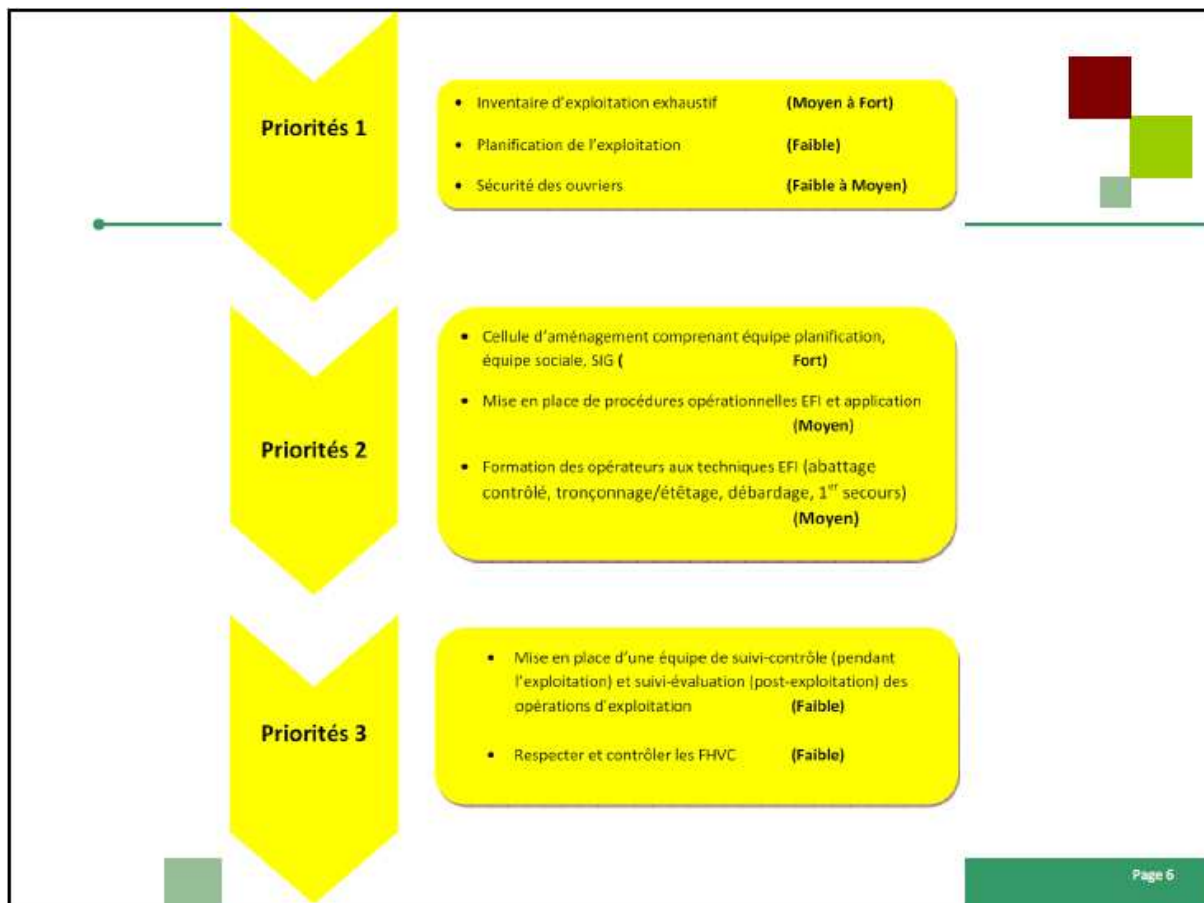 Priorités 1
• Inventaire d'exploitation exhaustif (Moyen à Fort)
• Planification de l'exploitation (Faible)
• Sécurité des ouvriers (Faible à Moyen)
Priorités 2
• Cellule d'aménagement comprenant équipe planification,
équipe sociale, SIG ( Fort)
• Mise en place de procédures opérationnelles EFI et application
(Moyen)
• Formation des opérateurs aux techniques EFI (abattage
contrôlé, tronçonnage/étêtage, débardage, 1er secours)
(Moyen)
Priorités 3
• Mise en place d'une équipe de suivi-contrôle (pendant
l'exploitation) et suivi-évaluation (post-exploitation) des
opérations d'exploitation (Faible)
• Respecter et contrôler les FHVC (Faible)
Page 6